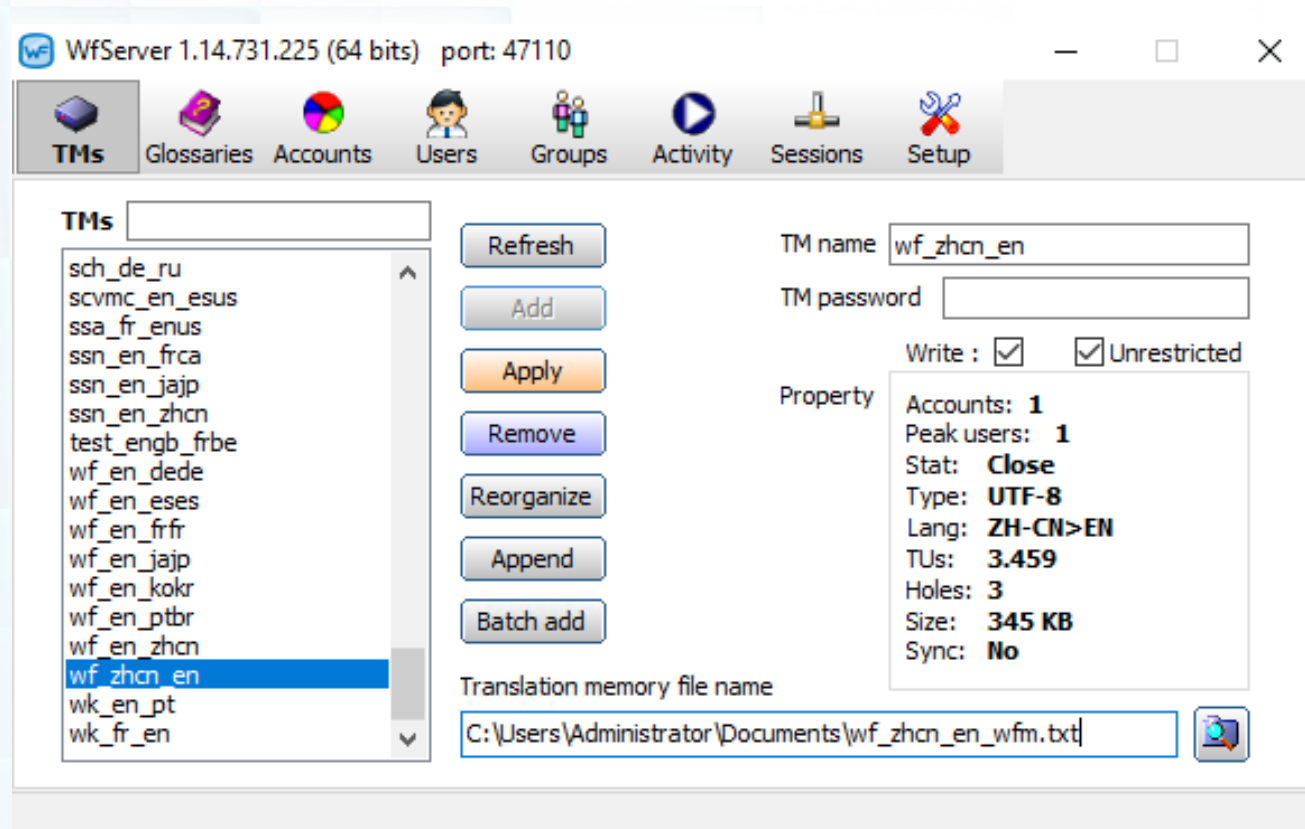 WF WfServer 1.14.731.225 (64 bits) port: 47110
TMs Glossaries Accounts Users Groups Activity Sessions Setup
TMs
sch_de_ru
scvmc_en_esus
ssa_fr_enus
ssn_en_frca
ssn_en_jajp
ssn_en_zhcn
test_engb_frbe
wf_en_dede
wf_en_eses
wf_en_frfr
wf_en_jajp
wf_en_kokr
wf_en_ptbr
wf_en_zhcn
wf_zhcn_en
wk_en_pt
wk_fr_en
Refresh
Add
Apply
Remove
Reorganize
Append
Batch add
TM name wf_zhcn_en
TM password
Write : Unrestricted
Property
Accounts: 1
Peak users: 1
Stat: Close
Type: UTF-8
Lang: ZH-CN>EN
TUs: 3.459
Holes: 3
Size: 345 KB
Sync: No
Translation memory file name
C:\Users\Administrator\Documents\wf_zhcn_en_wfm.txt